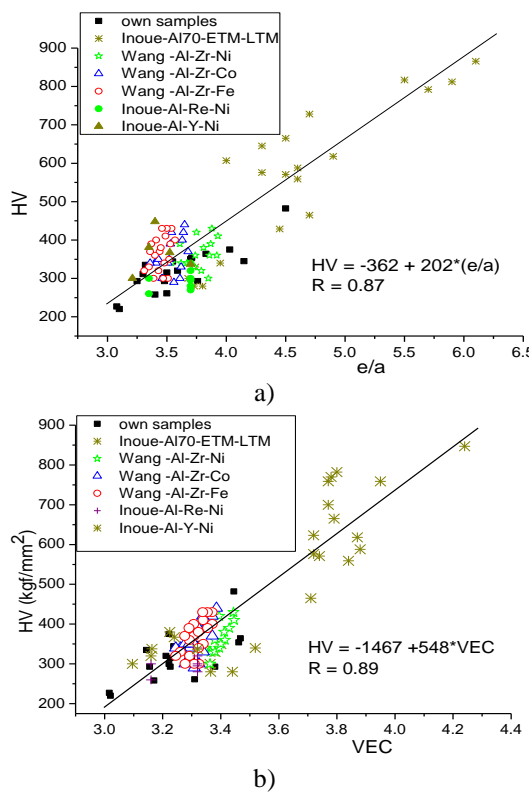 own samples
Inoue-Al70-ETM-LTM
Wang -Al-Zr-Ni
Wang -Al-Zr-Co
Wang -Al-Zr-Fe
Inoue-Al-Re-Ni
Inoue-Al-Y-Ni
HV
900
800
700
600
500
400
300
200
HV = -362 + 202*(e/a)
R = 0.87
3.0 3.5 4.0 4.5 5.0 5.5 6.0 6.5
e/a
a)
own samples
Inoue-Al70-ETM-LTM
Wang -Al-Zr-Ni
Wang -Al-Zr-Co
Wang -Al-Zr-Fe
Inoue-Al-Re-Ni
Inoue-Al-Y-Ni
HV (kgf/mm²)
900
800
700
600
500
400
300
200
HV = -1467 +548*VEC
R = 0.89
3.0 3.2 3.4 3.6 3.8 4.0 4.2 4.4
VEC
b)